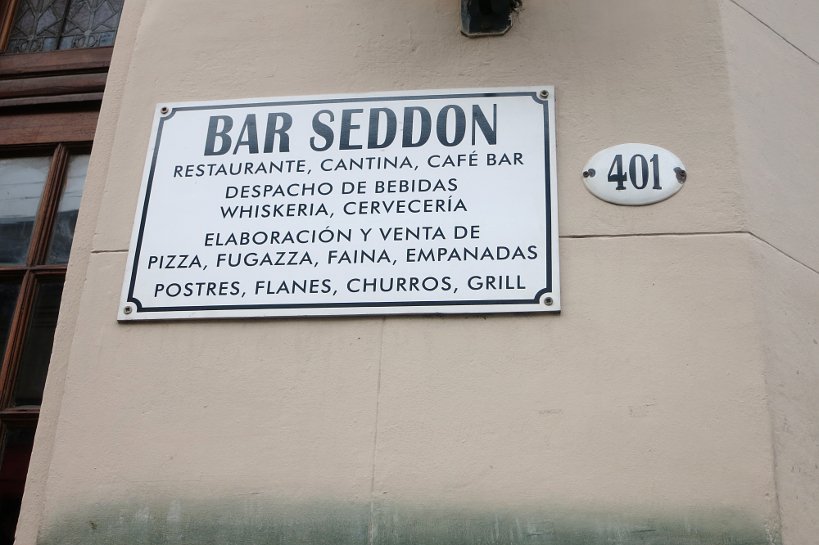 BAR SEDDON
RESTAURANTE, CANTINA, CAFÉ BAR
DESPACHO DE BEBIDAS
WHISKERIA, CERVECERÍA
ELABORACIÓN Y VENTA DE
PIZZA, FUGAZZA, FAINA, EMPANADAS
POSTRES, FLANES, CHURROS, GRILL
401